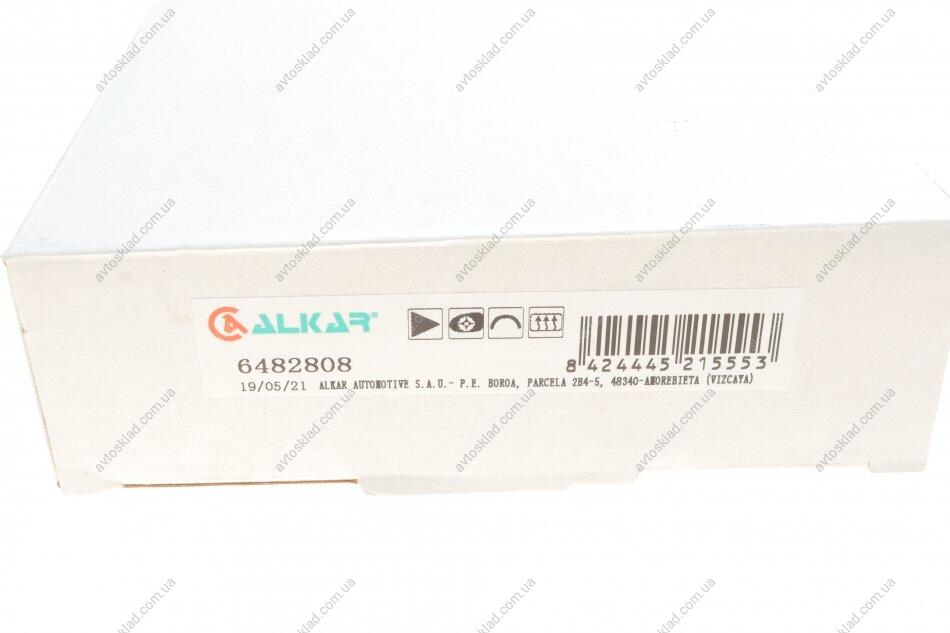 ALKAR®
6482808
8 424445 215553
19/05/21 ALKAR AUTOMOTIVE S.A.U.- P.E. BOROA, PARCELA 2B4-5, 48340-AMOREBIETA (VIZCAYA)
avtosklad.com.ua